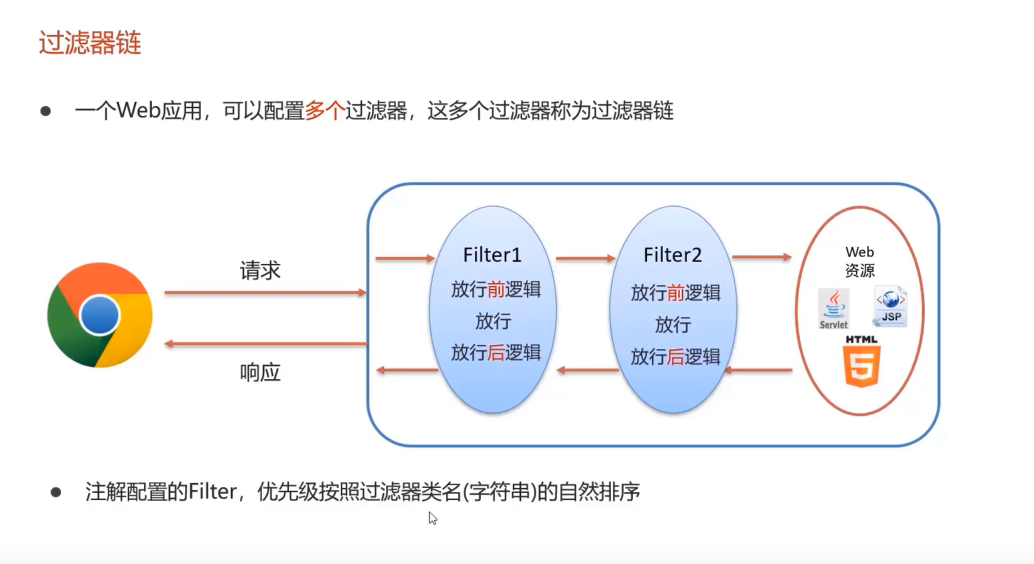 过滤器链
一个Web应用，可以配置多个过滤器，这多个过滤器称为过滤器链
请求
响应
Filter1
放行前逻辑
放行
放行后逻辑
Filter2
放行前逻辑
放行
放行后逻辑
Web
资源
Servlet
JSP
HTML
5
注解配置的Filter，优先级按照过滤器类名(字符串)的自然排序